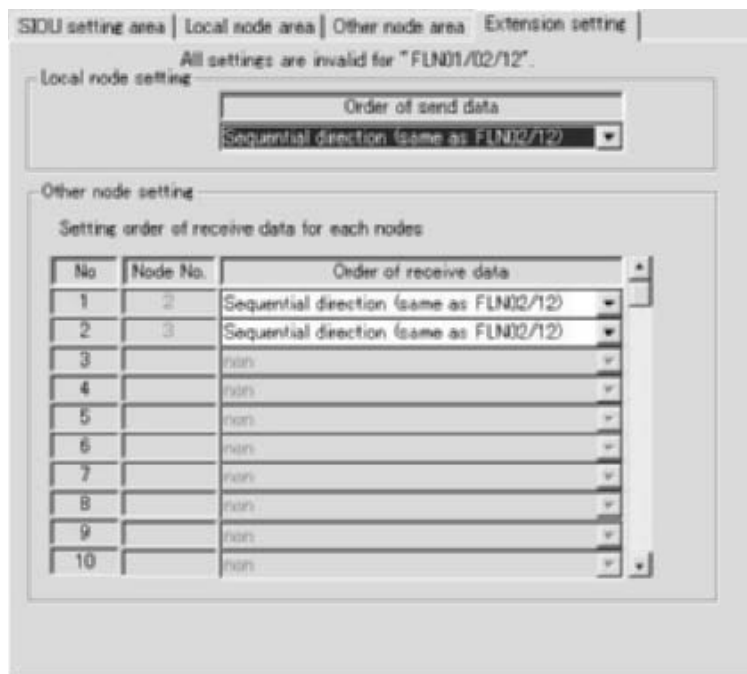 SIOU setting area Local node area Other node area Extension setting
All settings are invalid for "FLN01/02/12".
Local node setting
Order of send data
Sequential direction (same as FLN02/12)
Other node setting
Setting order of receive data for each nodes
No Node No. Order of receive data
1 2 Sequential direction (same as FLN02/12)
2 3 Sequential direction (same as FLN02/12)
3 non
4 non
5 non
6 non
7 non
8 non
9 non
10 non